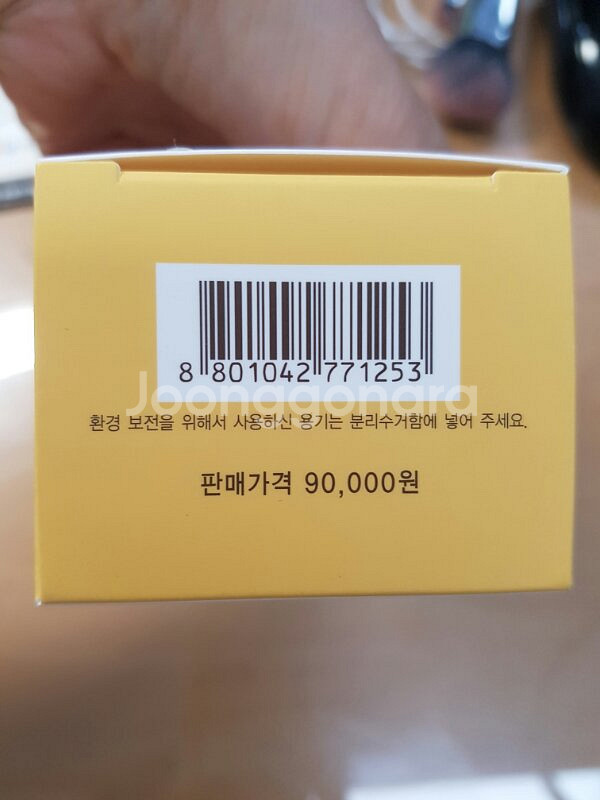 8 801042 771253
Joonggonara
환경 보전을 위해서 사용하신 용기는 분리수거함에 넣어 주세요.
판매가격 90,000원